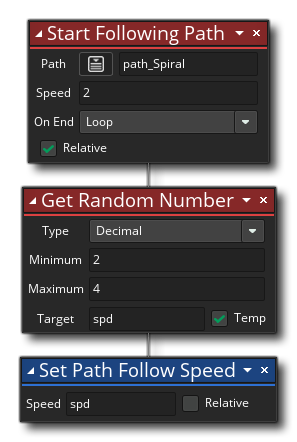 Start Following Path
Path path_Spiral
Speed 2
On End Loop
Relative
Get Random Number
Type Decimal
Minimum 2
Maximum 4
Target spd Temp
Set Path Follow Speed
Speed spd Relative